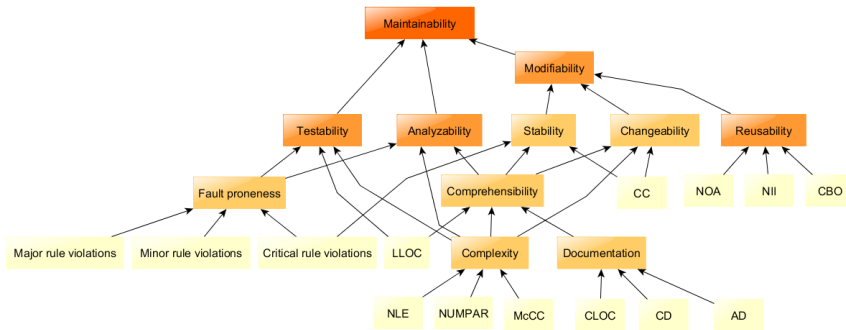 Maintainability
Modifiability
Testability
Analyzability
Stability
Changeability
Reusability
Fault proneness
Comprehensibility
CC
NOA
NII
CBO
Major rule violations
Minor rule violations
Critical rule violations
LLOC
Complexity
Documentation
NLE
NUMPAR
McCC
CLOC
CD
AD